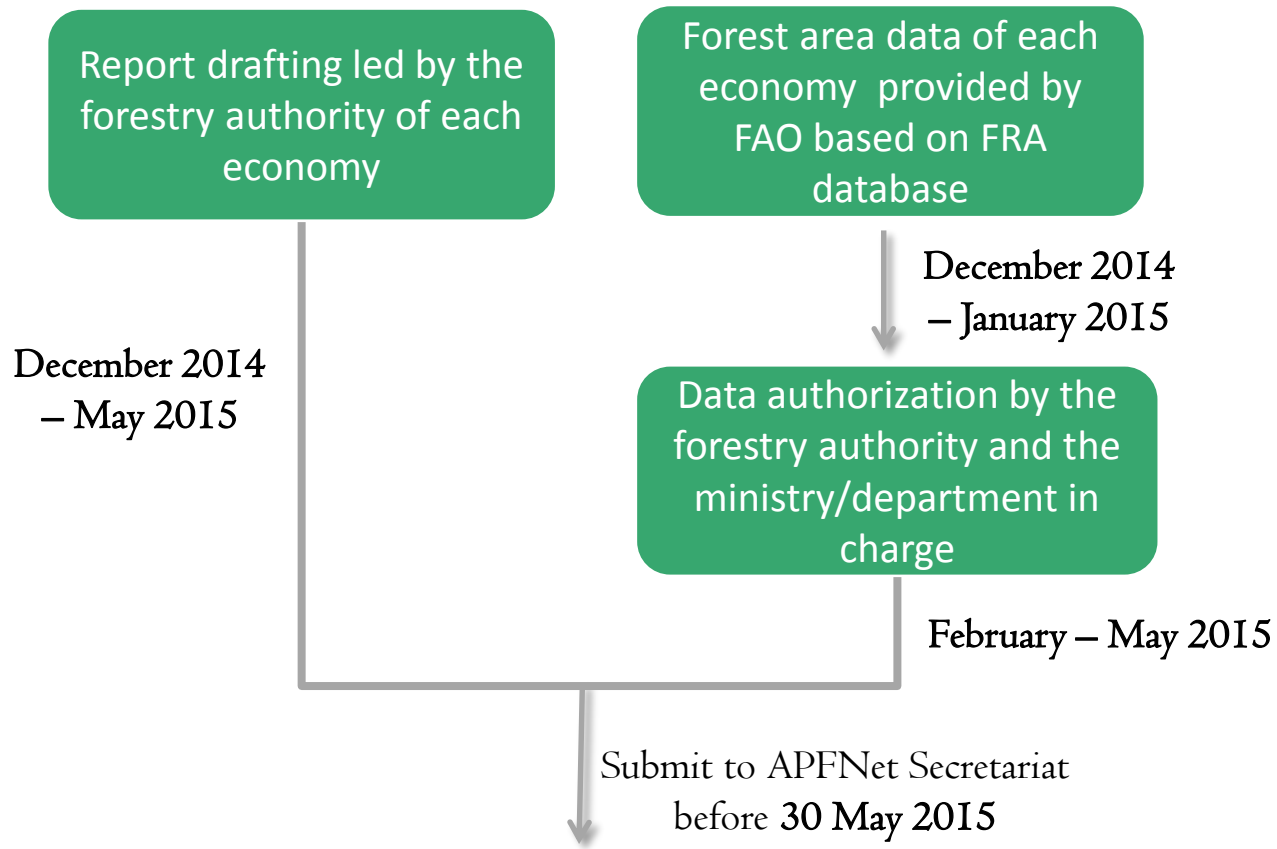 Report drafting led by the
forestry authority of each
economy
Forest area data of each
economy provided by
FAO based on FRA
database
December 2014
– January 2015
December 2014
– May 2015
Data authorization by the
forestry authority and the
ministry/department in
charge
February – May 2015
Submit to APFNet Secretariat
before 30 May 2015